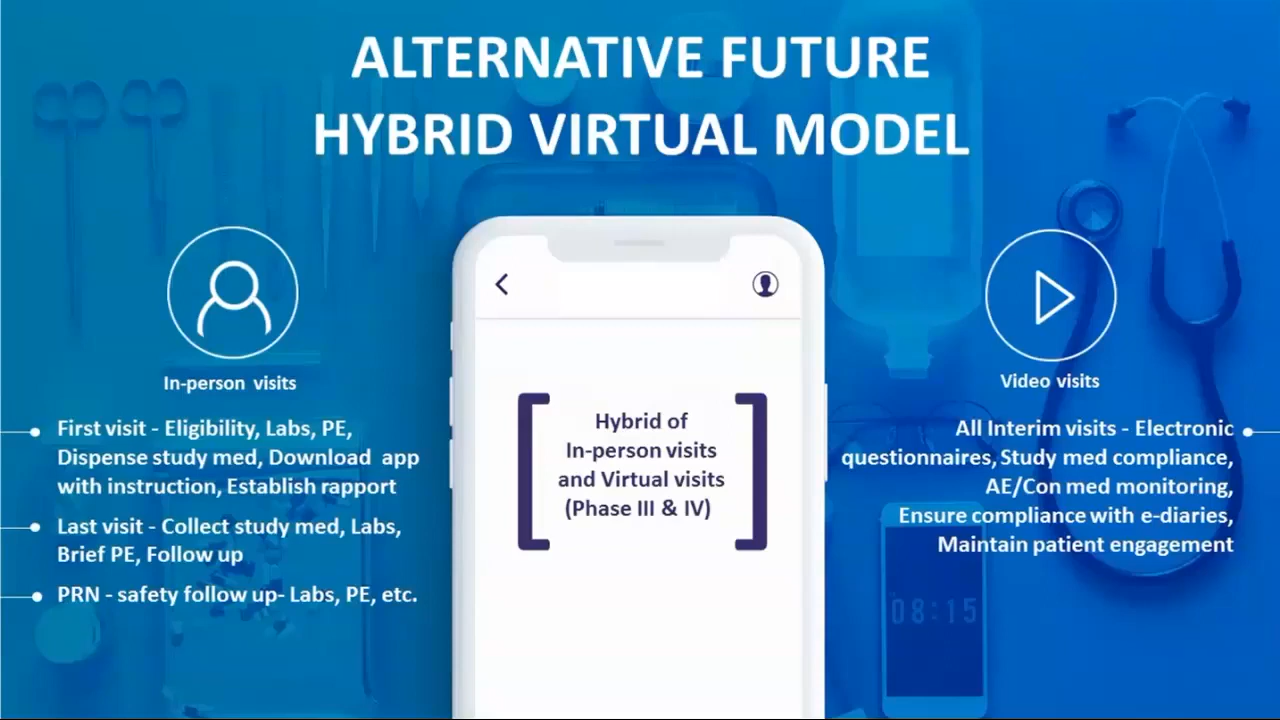 ALTERNATIVE FUTURE
HYBRID VIRTUAL MODEL
In-person visits
First visit - Eligibility, Labs, PE,
Dispense study med, Download app
with instruction, Establish rapport
Last visit - Collect study med, Labs,
Brief PE, Follow up
PRN - safety follow up- Labs, PE, etc.
Hybrid of
In-person visits
and Virtual visits
(Phase III & IV)
Video visits
All Interim visits - Electronic
questionnaires, Study med compliance,
AE/Con med monitoring,
Ensure compliance with e-diaries,
Maintain patient engagement
08:15